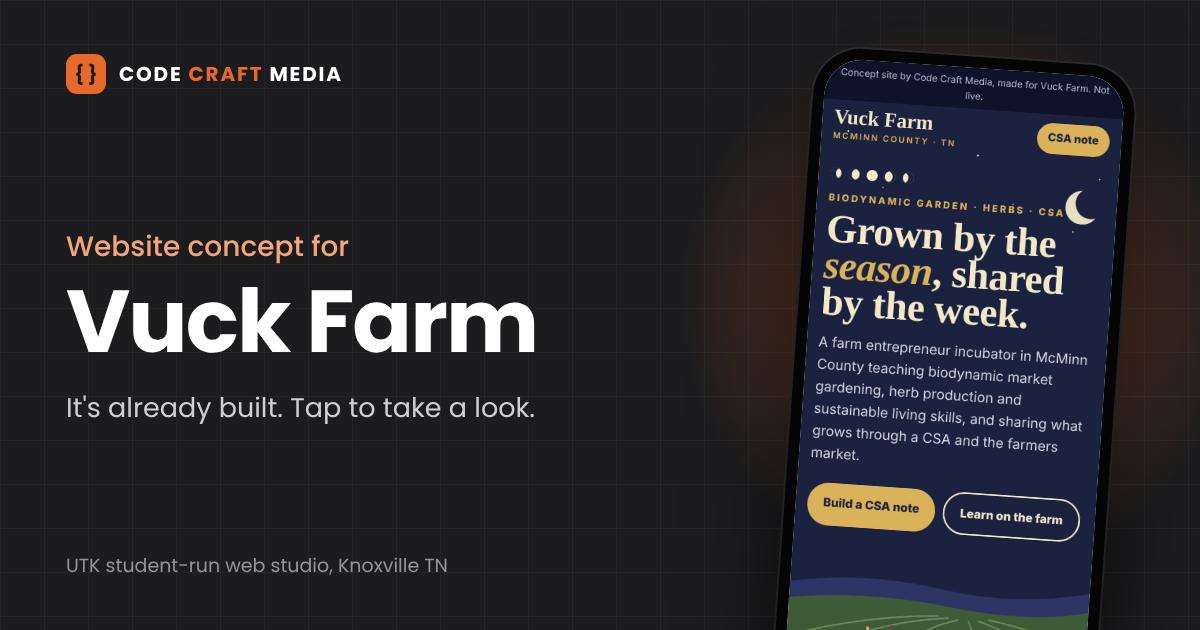 { } CODE CRAFT MEDIA
Website concept for
Vuck Farm
It's already built. Tap to take a look.
UTK student-run web studio, Knoxville TN
Concept site by Code Craft Media, made for Vuck Farm. Not
live.
Vuck Farm
MCMINN COUNTY · TN
CSA note
BIODYNAMIC GARDEN · HERBS · CSA
Grown by the
season, shared
by the week.
A farm entrepreneur incubator in McMinn
County teaching biodynamic market
gardening, herb production and
sustainable living skills, and sharing what
grows through a CSA and the farmers
market.
Build a CSA note
Learn on the farm